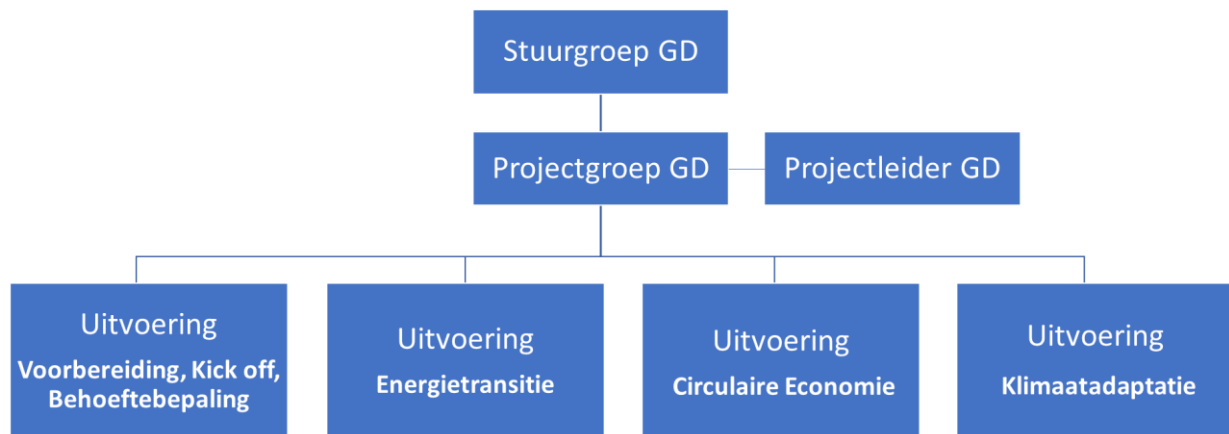 Stuurgroep GD
Projectgroep GD
Projectleider GD
Uitvoering
Voorbereiding, Kick off,
Behoeftebepaling
Uitvoering
Energietransitie
Uitvoering
Circulaire Economie
Uitvoering
Klimaatadaptatie